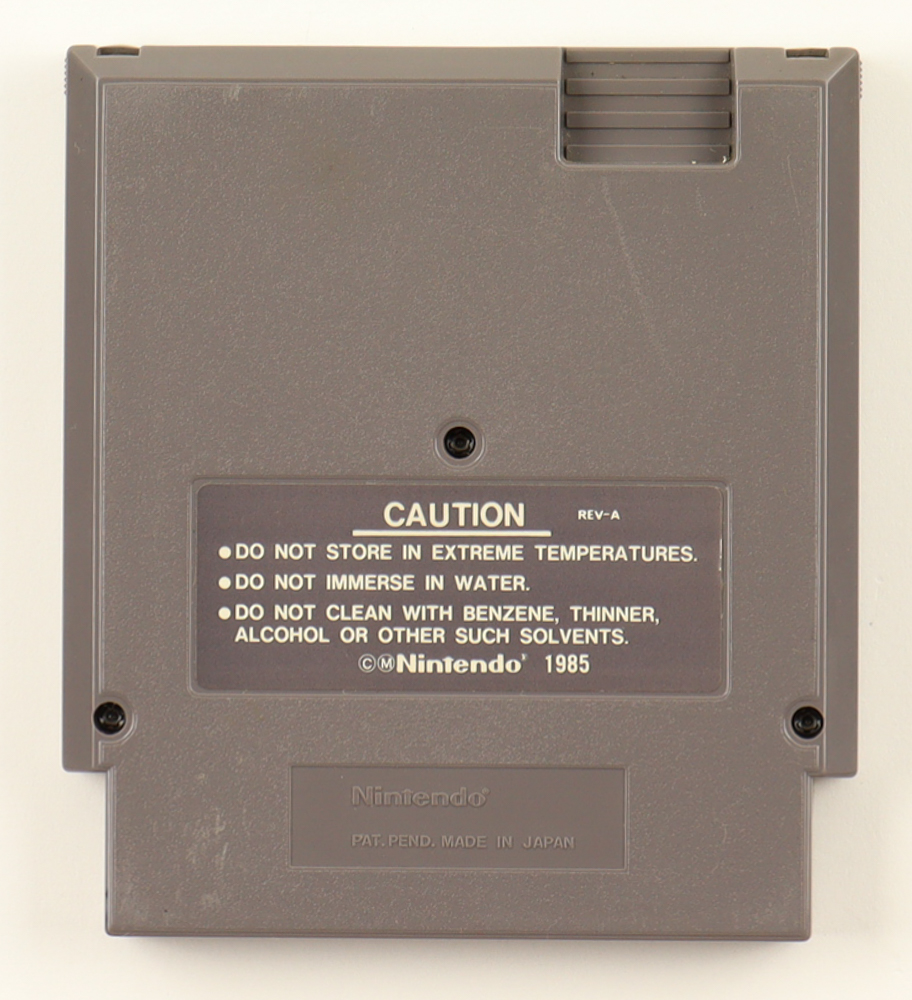 CAUTION REV-A
●DO NOT STORE IN EXTREME TEMPERATURES.
●DO NOT IMMERSE IN WATER.
●DO NOT CLEAN WITH BENZENE, THINNER,
ALCOHOL OR OTHER SUCH SOLVENTS.
ⓒⓂNintendo® 1985
Nintendo®
PAT. PEND. MADE IN JAPAN